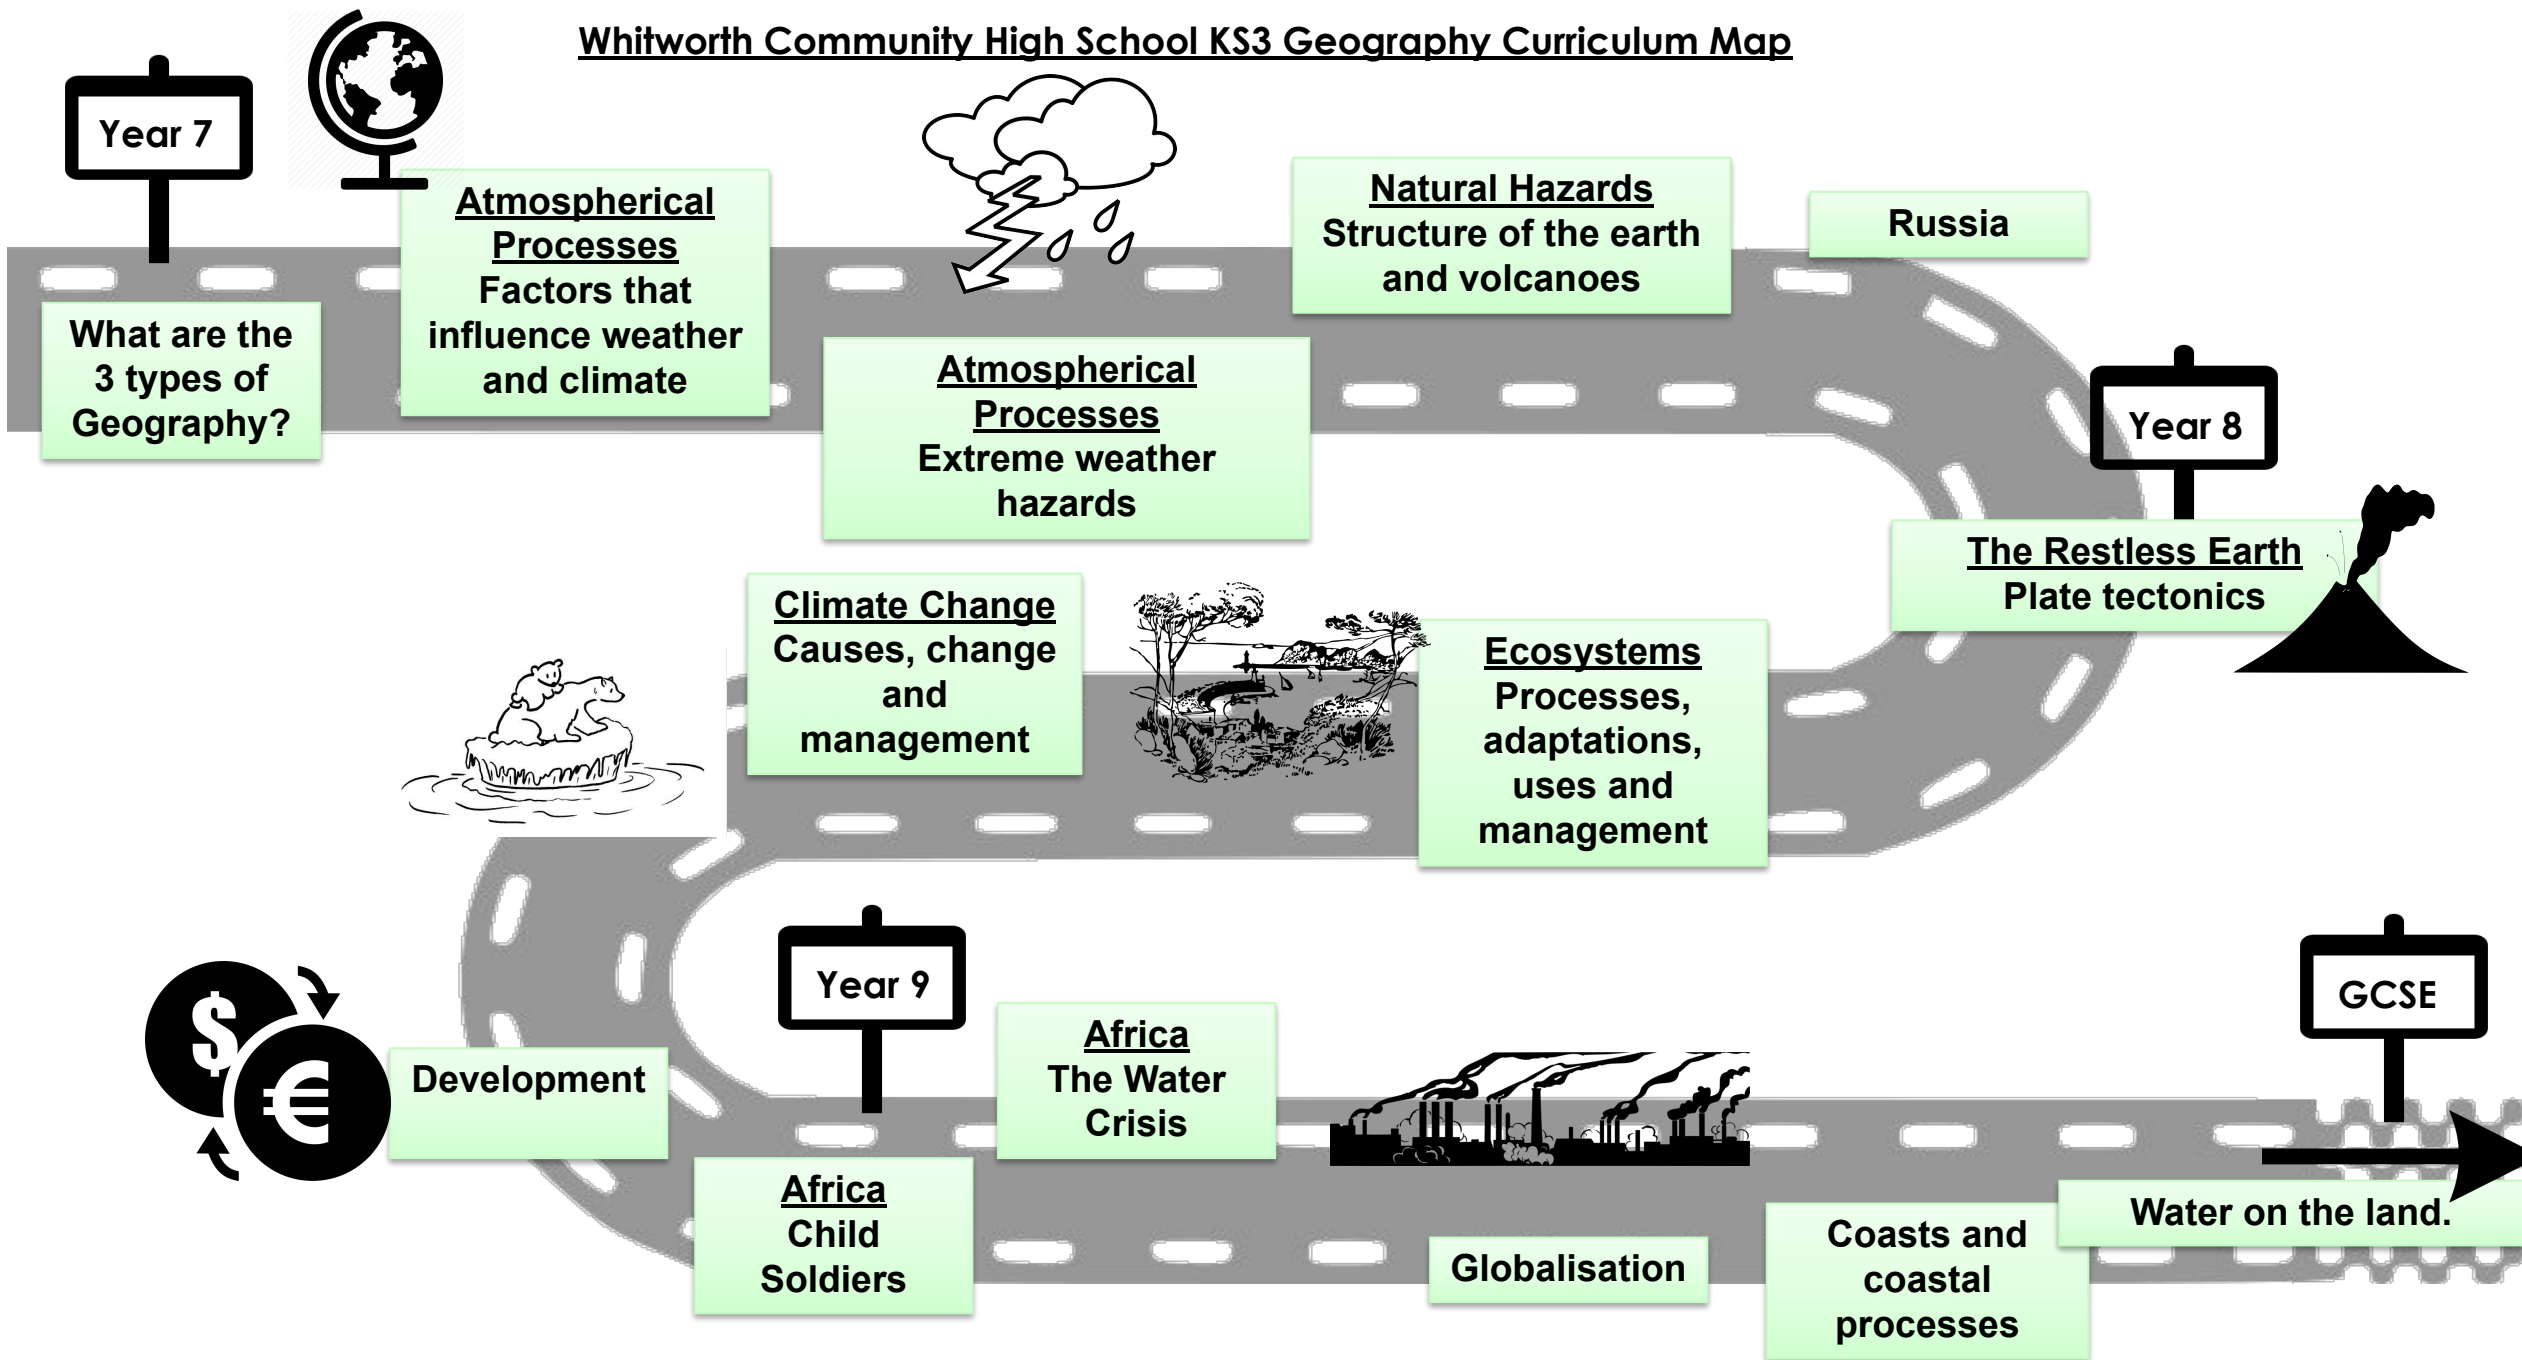 Whitworth Community High School KS3 Geography Curriculum Map
Year 7
What are the
3 types of
Geography?
Atmospherical
Processes
Factors that
influence weather
and climate
Atmospherical
Processes
Extreme weather
hazards
Natural Hazards
Structure of the earth
and volcanoes
Russia
Year 8
The Restless Earth
Plate tectonics
Ecosystems
Processes,
adaptations,
uses and
management
Climate Change
Causes, change
and
management
$
€
Development
Year 9
Africa
Child
Soldiers
Africa
The Water
Crisis
Globalisation
Coasts and
coastal
processes
Water on the land.
GCSE